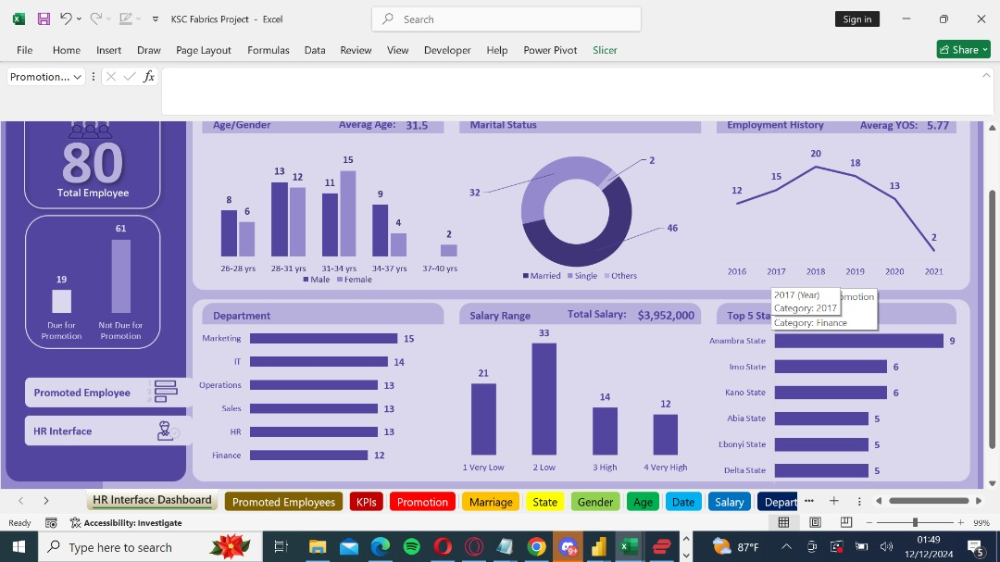 KSC Fabrics Project - Excel
Search
Sign in
File Home Insert Draw Page Layout Formulas Data Review View Developer Help Power Pivot Slicer
Share
Promotion...
fx
80
Total Employee
61
19
Due for Promotion
Not Due for Promotion
Promoted Employee
HR Interface
Age/Gender
Averag Age: 31.5
8 6 13 12 11 15 9 4 2
26-28 yrs 28-31 yrs 31-34 yrs 34-37 yrs 37-40 yrs
Male Female
Marital Status
2
32
46
Married Single Others
Employment History
Averag YOS: 5.77
12 15 20 18 13 2
2016 2017 2018 2019 2020 2021
2017 (Year)
Category: 2017
omotion
Category: Finance
Department
Marketing 15
IT 14
Operations 13
Sales 13
HR 13
Finance 12
Salary Range
Total Salary: $3,952,000
21 33 14 12
1 Very Low 2 Low 3 High 4 Very High
Top 5 Sta
Anambra State 9
Imo State 6
Kano State 6
Abia State 5
Ebonyi State 5
Delta State 5
HR Interface Dashboard Promoted Employees KPIs Promotion Marriage State Gender Age Date Salary Depart ...
Ready
Accessibility: Investigate
99%
Type here to search
87°F
01:49
12/12/2024
5